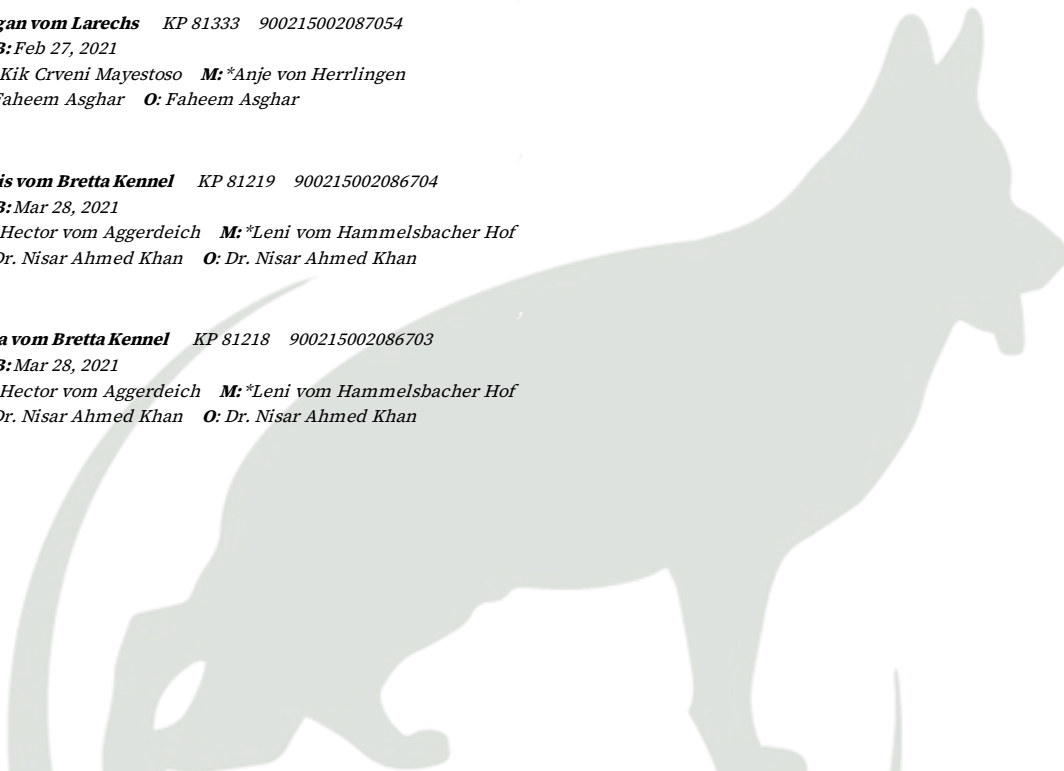 gan vom Larechs KP 81333 900215002087054
B: Feb 27, 2021
Kik Crveni Mayestoso M: *Anje von Herrlingen
Faheem Asghar O: Faheem Asghar
is vom Bretta Kennel KP 81219 900215002086704
B: Mar 28, 2021
Hector vom Aggerdeich M: *Leni vom Hammelsbacher Hof
Dr. Nisar Ahmed Khan O: Dr. Nisar Ahmed Khan
a vom Bretta Kennel KP 81218 900215002086703
B: Mar 28, 2021
Hector vom Aggerdeich M: *Leni vom Hammelsbacher Hof
Dr. Nisar Ahmed Khan O: Dr. Nisar Ahmed Khan